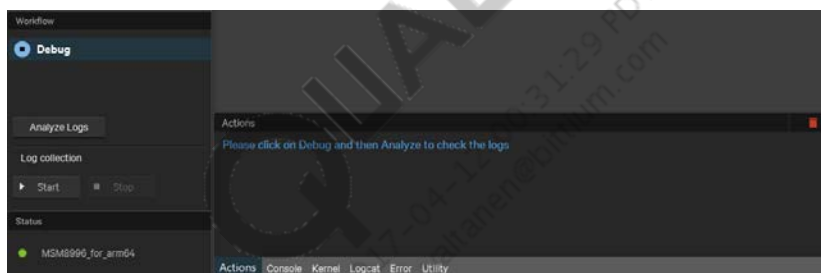 Workflow
Debug
Analyze Logs
Log collection
Start
Stop
Status
MSM8996_for_arm64
Actions
Please click on Debug and then Analyze to check the logs
Actions Console Kernel Logcat Error Utility